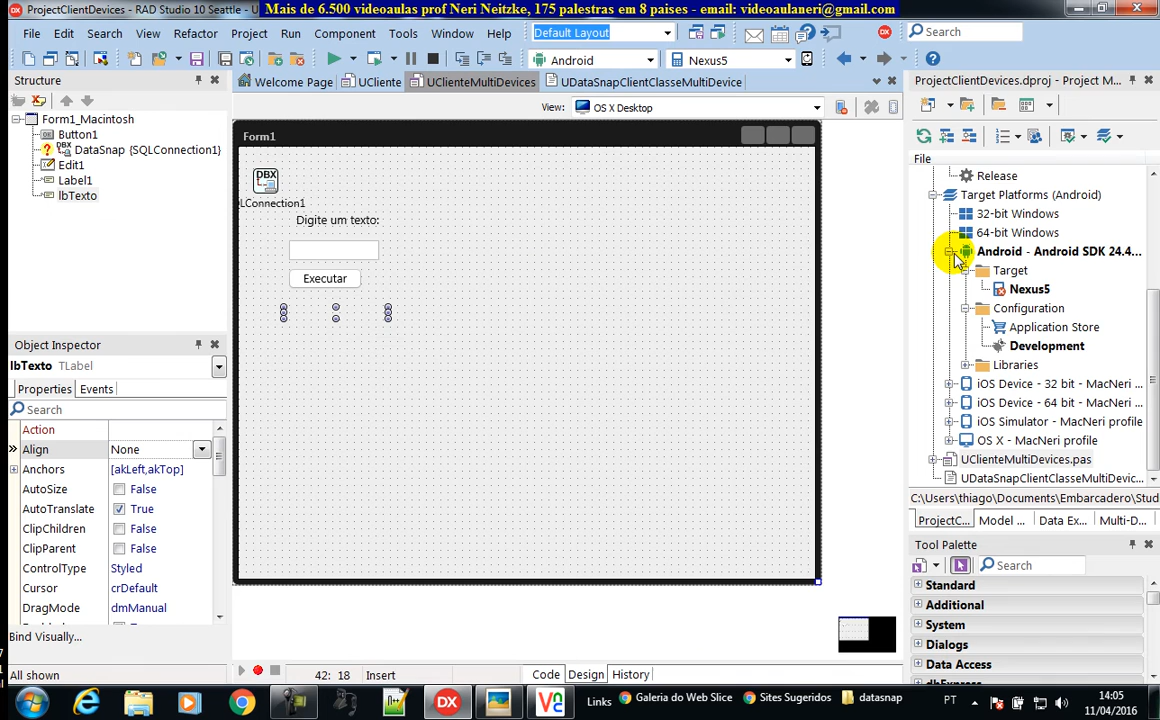 RAD Studio 10 Seattle - U
Mais de 6.500 videoaulas prof Neri Neitzke, 175 palestras em 8 paises - email: videoaulaneri@gmail.com
File Edit Search View Refactor Project Run Component Tools Window Help
Default Layout
Search
Android
Nexus5
Structure
Welcome Page UCliente UClienteMultiDevices UDataSnapClientClasseMultiDevice
ProjectClientDevices.dproj - Project M...
View: OS X Desktop
Form1_Macintosh
Button1
DataSnap {SQLConnection1}
Edit1
Label1
lbTexto
Form1
DBX
LConnection1
Digite um texto:
Executar
File
Release
Target Platforms (Android)
32-bit Windows
64-bit Windows
Android - Android SDK 24.4...
Target
Nexus5
Configuration
Application Store
Development
Libraries
iOS Device - 32 bit - MacNeri ...
iOS Device - 64 bit - MacNeri ...
iOS Simulator - MacNeri profile
OS X - MacNeri profile
UClienteMultiDevices.pas
UDataSnapClientClasseMultiDevic...
C:\Users\thiago\Documents\Embarcadero\Stud
ProjectC... Model ... Data Ex... Multi-D...
Object Inspector
lbTexto TLabel
Properties Events
Search
Action
Align None
Anchors [akLeft,akTop]
AutoSize False
AutoTranslate True
ClipChildren False
ClipParent False
ControlType Styled
Cursor crDefault
DragMode dmManual
Bind Visually...
All shown
42: 18 Insert
Code Design History
Tool Palette
Search
Standard
Additional
System
Dialogs
Data Access
dbExpress
Links Galeria do Web Slice Sites Sugeridos datasnap
PT
14:05
11/04/2016